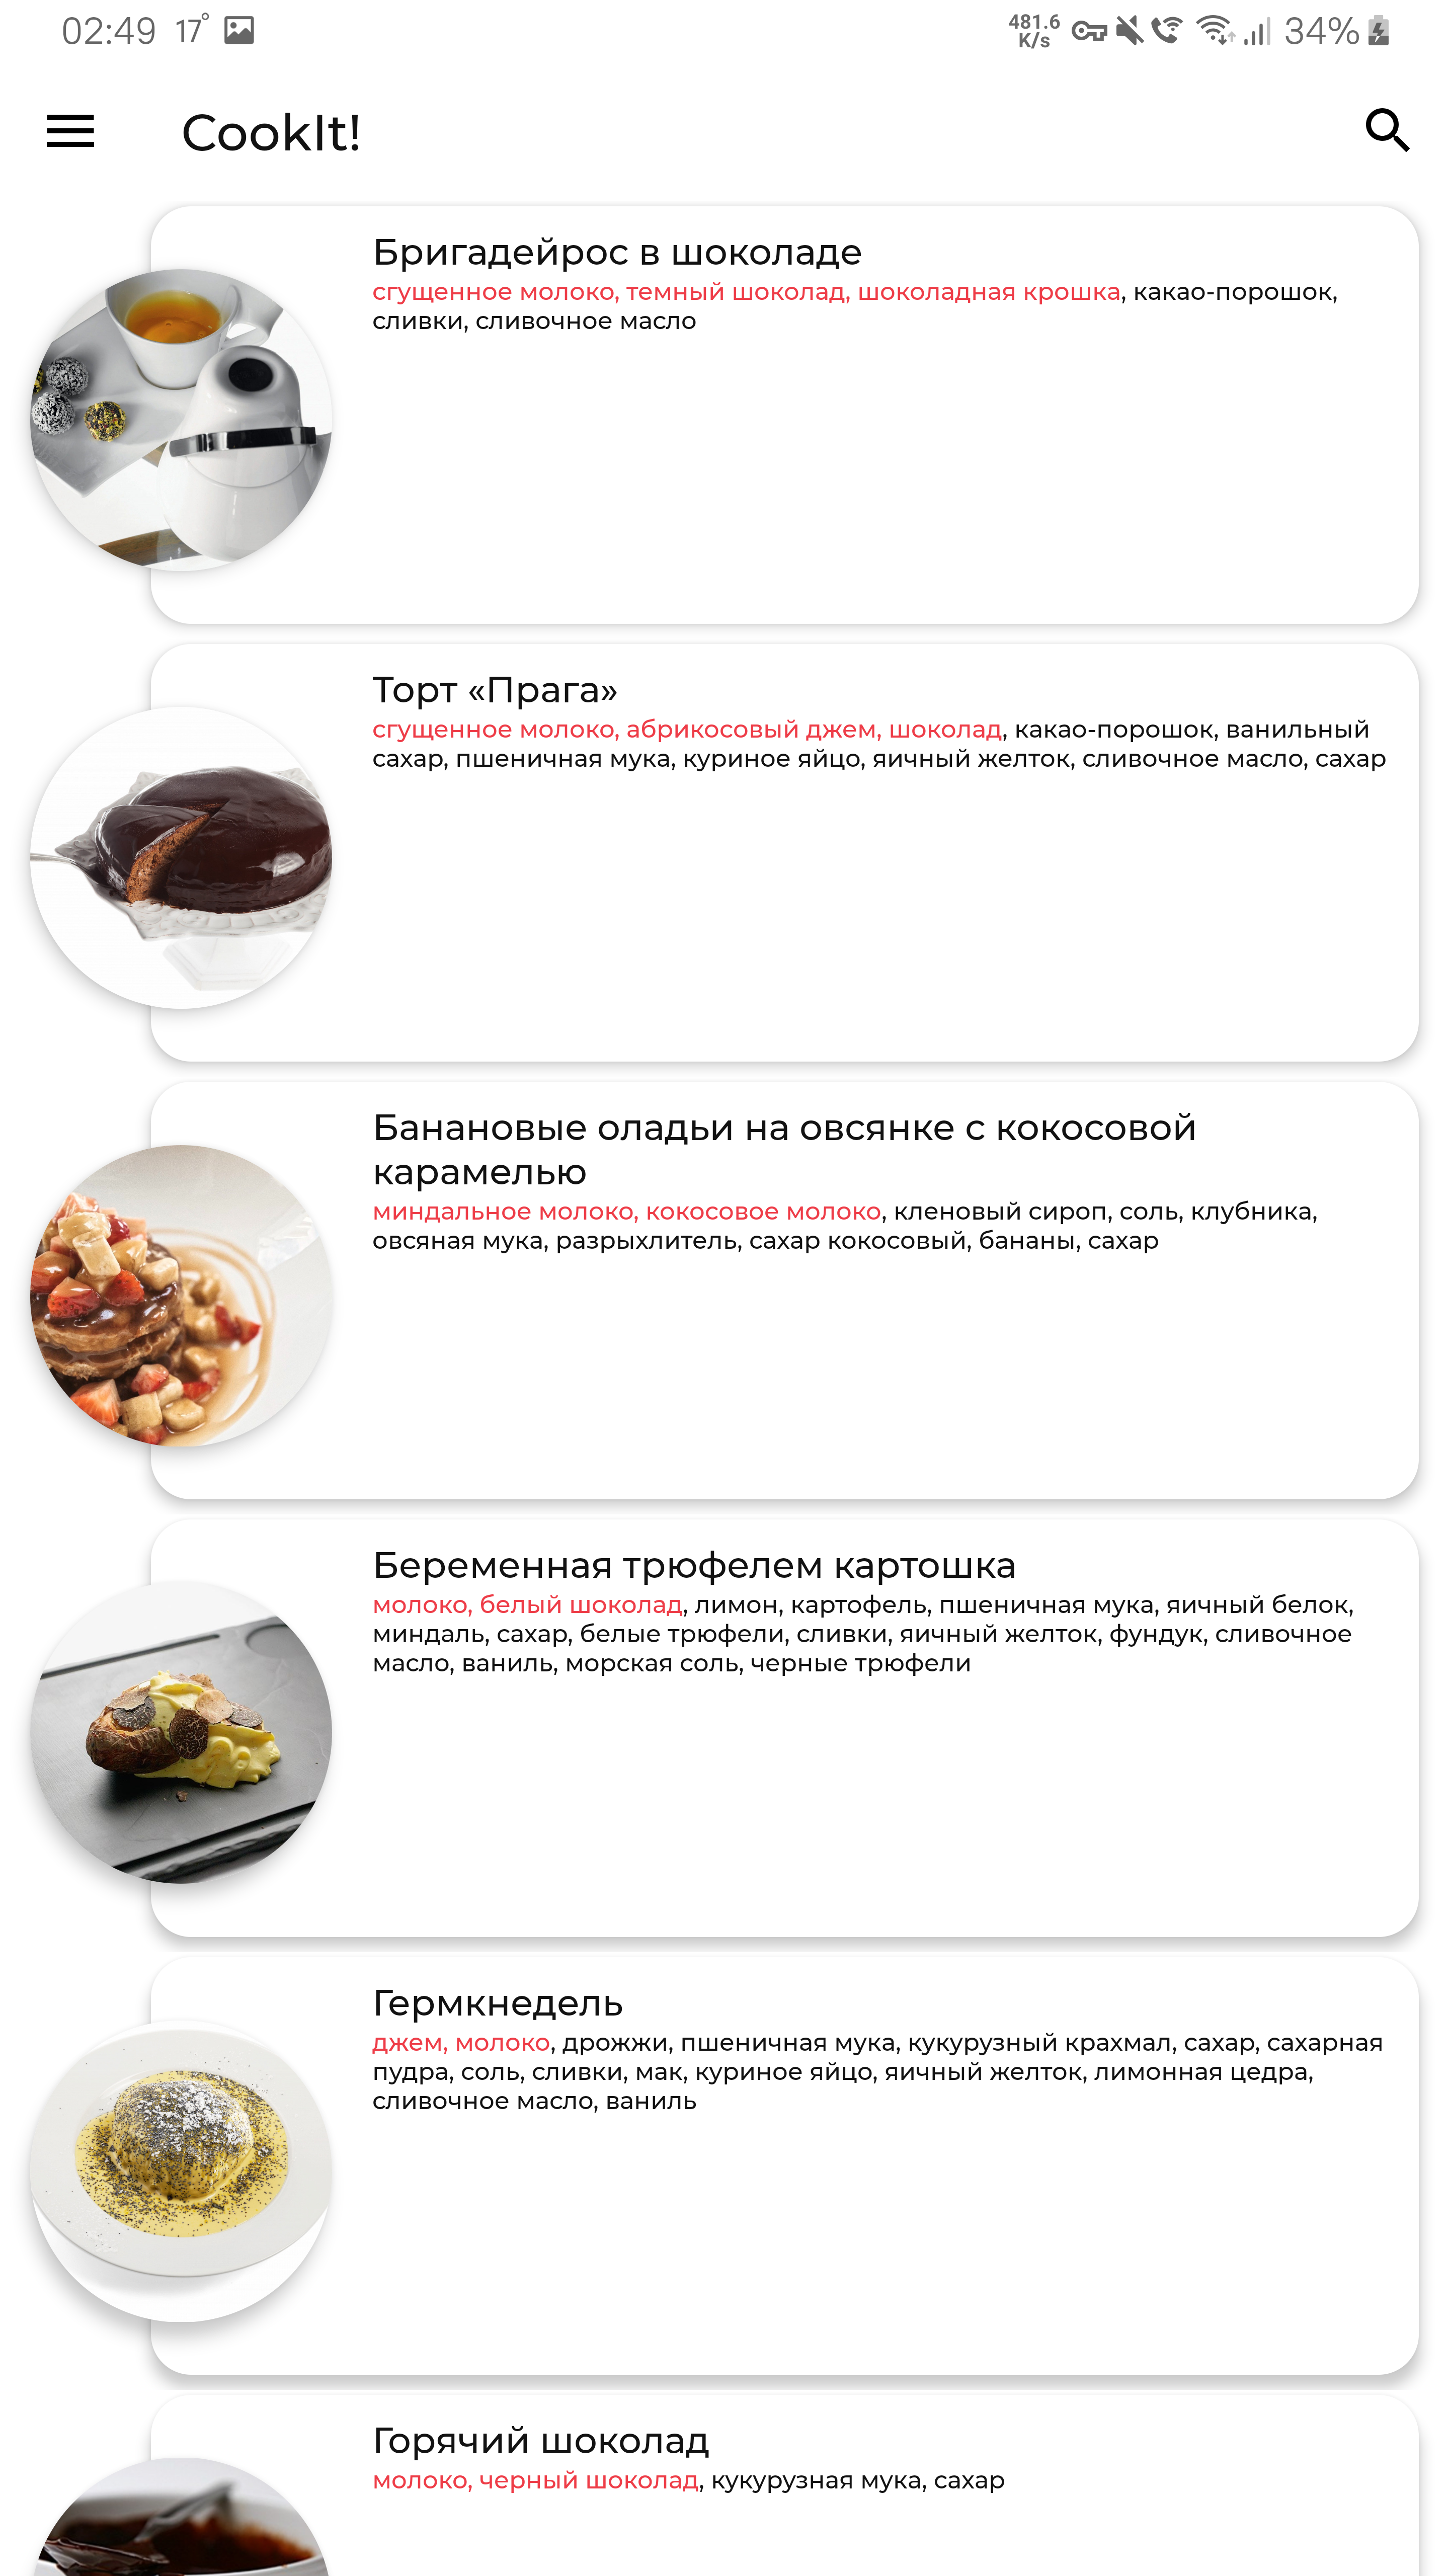 02:49 17° 481.6 K/s 34%
CookIt!
Бригадейрос в шоколаде
сгущенное молоко, темный шоколад, шоколадная крошка, какао-порошок,
сливки, сливочное масло
Торт «Прага»
сгущенное молоко, абрикосовый джем, шоколад, какао-порошок, ванильный
сахар, пшеничная мука, куриное яйцо, яичный желток, сливочное масло, сахар
Банановые оладьи на овсянке с кокосовой
карамелью
миндальное молоко, кокосовое молоко, кленовый сироп, соль, клубника,
овсяная мука, разрыхлитель, сахар кокосовый, бананы, сахар
Беременная трюфелем картошка
молоко, белый шоколад, лимон, картофель, пшеничная мука, яичный белок,
миндаль, сахар, белые трюфели, сливки, яичный желток, фундук, сливочное
масло, ваниль, морская соль, черные трюфели
Гермкнедель
джем, молоко, дрожжи, пшеничная мука, кукурузный крахмал, сахар, сахарная
пудра, соль, сливки, мак, куриное яйцо, яичный желток, лимонная цедра,
сливочное масло, ваниль
Горячий шоколад
молоко, черный шоколад, кукурузная мука, сахар